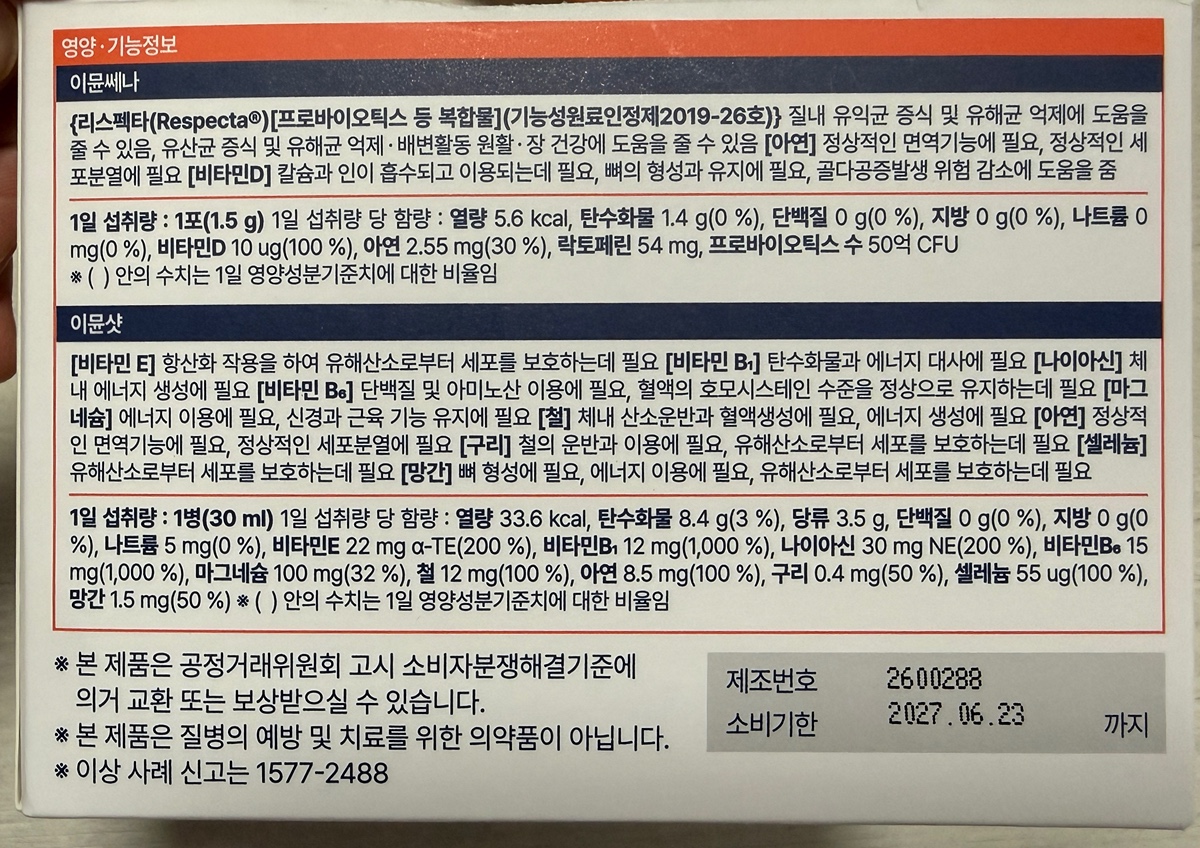 영양·기능정보
이뮨쎄나
{리스펙타(Respecta®)[프로바이오틱스 등 복합물](기능성원료인정제2019-26호)} 질내 유익균 증식 및 유해균 억제에 도움을
줄 수 있음, 유산균 증식 및 유해균 억제·배변활동 원활·장 건강에 도움을 줄 수 있음 [아연] 정상적인 면역기능에 필요, 정상적인 세
포분열에 필요 [비타민D] 칼슘과 인이 흡수되고 이용되는데 필요, 뼈의 형성과 유지에 필요, 골다공증발생 위험 감소에 도움을 줌
1일 섭취량 : 1포(1.5 g) 1일 섭취량 당 함량 : 열량 5.6 kcal, 탄수화물 1.4 g(0 %), 단백질 0 g(0 %), 지방 0 g(0 %), 나트륨 0
mg(0 %), 비타민D 10 ug(100 %), 아연 2.55 mg(30 %), 락토페린 54 mg, 프로바이오틱스 수 50억 CFU
※ ( ) 안의 수치는 1일 영양성분기준치에 대한 비율임
이뮨샷
[비타민 E] 항산화 작용을 하여 유해산소로부터 세포를 보호하는데 필요 [비타민 B₁] 탄수화물과 에너지 대사에 필요 [나이아신] 체
내 에너지 생성에 필요 [비타민 B₆] 단백질 및 아미노산 이용에 필요, 혈액의 호모시스테인 수준을 정상으로 유지하는데 필요 [마그
네슘] 에너지 이용에 필요, 신경과 근육 기능 유지에 필요 [철] 체내 산소운반과 혈액생성에 필요, 에너지 생성에 필요 [아연] 정상적
인 면역기능에 필요, 정상적인 세포분열에 필요 [구리] 철의 운반과 이용에 필요, 유해산소로부터 세포를 보호하는데 필요 [셀레늄]
유해산소로부터 세포를 보호하는데 필요 [망간] 뼈 형성에 필요, 에너지 이용에 필요, 유해산소로부터 세포를 보호하는데 필요
1일 섭취량 : 1병(30 ml) 1일 섭취량 당 함량 : 열량 33.6 kcal, 탄수화물 8.4 g(3 %), 당류 3.5 g, 단백질 0 g(0 %), 지방 0 g(0
%), 나트륨 5 mg(0 %), 비타민E 22 mg α-TE(200 %), 비타민B₁ 12 mg(1,000 %), 나이아신 30 mg NE(200 %), 비타민B₆ 15
mg(1,000 %), 마그네슘 100 mg(32 %), 철 12 mg(100 %), 아연 8.5 mg(100 %), 구리 0.4 mg(50 %), 셀레늄 55 ug(100 %),
망간 1.5 mg(50 %) ※ ( ) 안의 수치는 1일 영양성분기준치에 대한 비율임
※ 본 제품은 공정거래위원회 고시 소비자분쟁해결기준에
의거 교환 또는 보상받으실 수 있습니다.
※ 본 제품은 질병의 예방 및 치료를 위한 의약품이 아닙니다.
※ 이상 사례 신고는 1577-2488
제조번호 2600288
소비기한 2027.06.23 까지